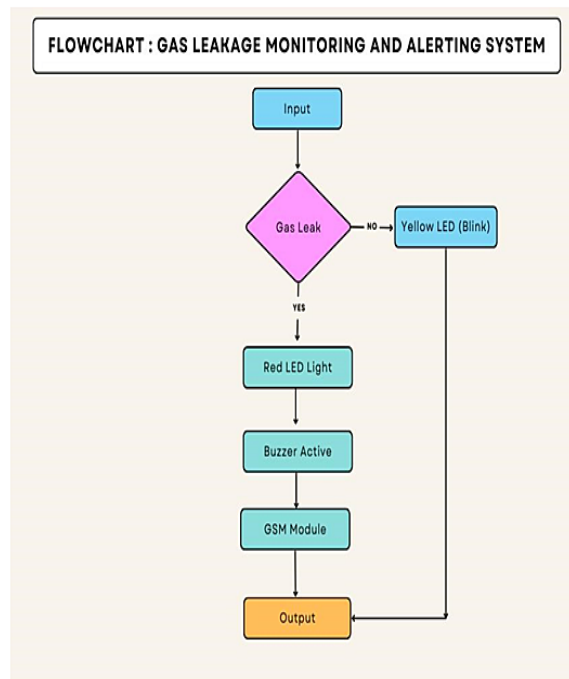 FLOWCHART : GAS LEAKAGE MONITORING AND ALERTING SYSTEM
Input
Gas Leak
NO
Yellow LED (Blink)
YES
Red LED Light
Buzzer Active
GSM Module
Output